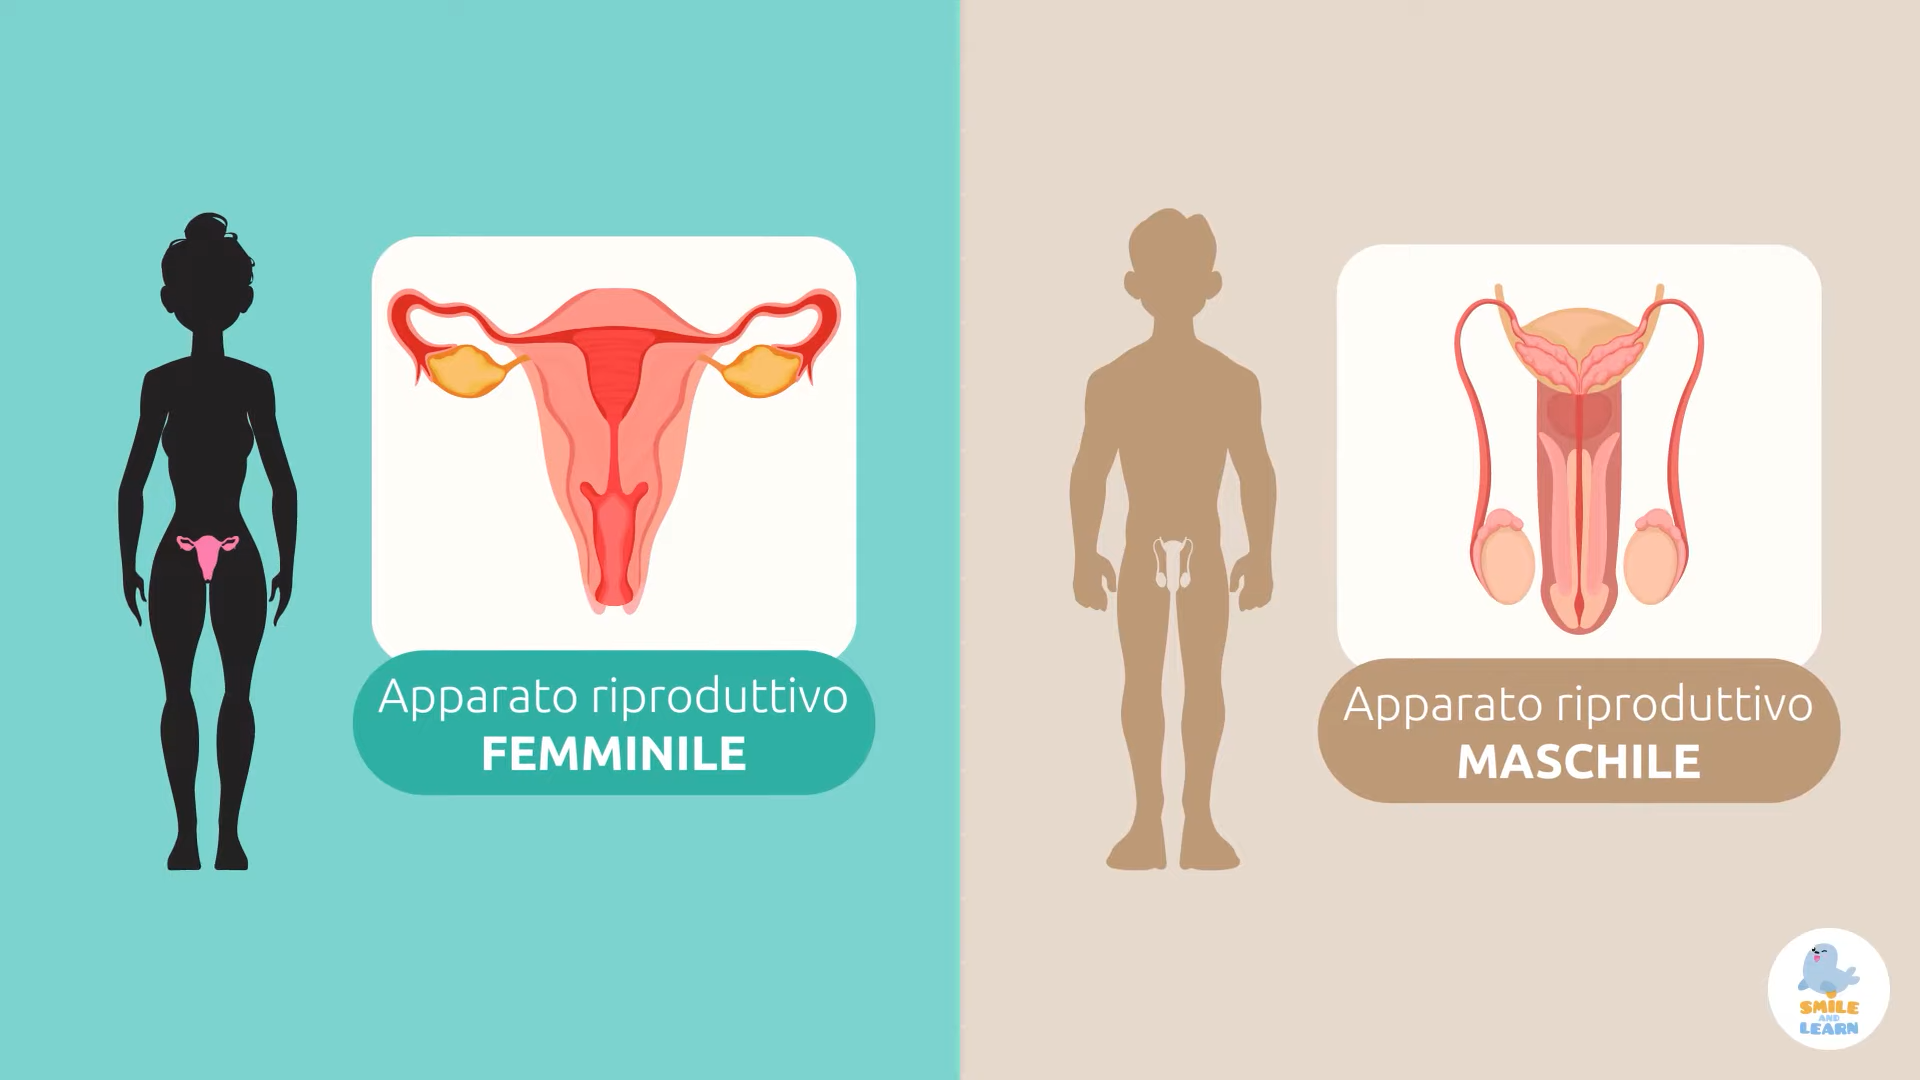 Apparato riproduttivo
FEMMINILE
Apparato riproduttivo
MASCHILE
SMILE
AND
LEARN